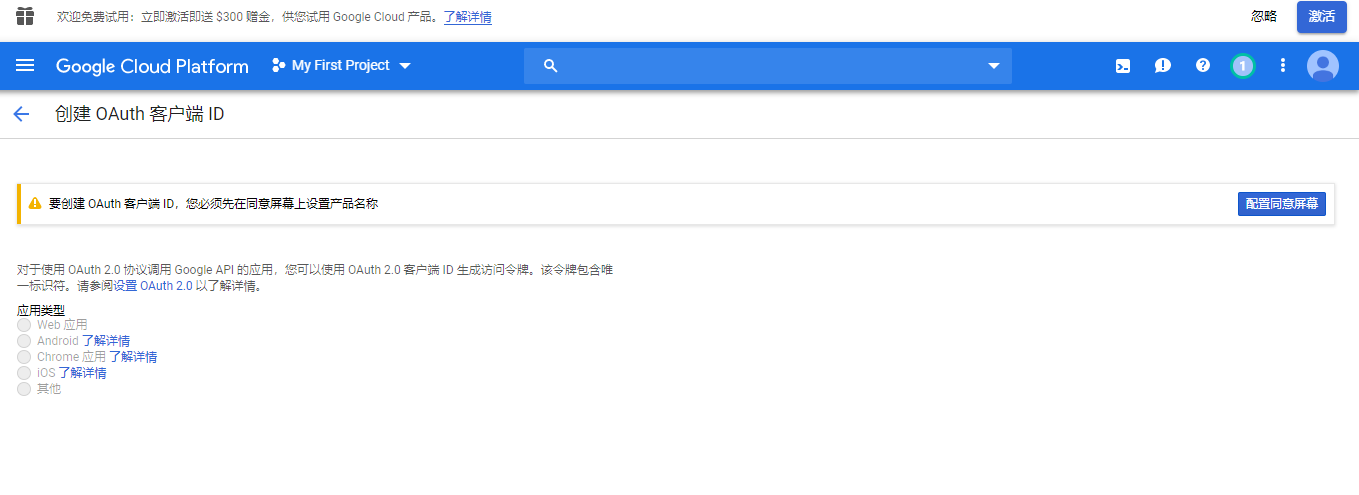 欢迎免费试用：立即激活即送 $300 赠金，供您试用 Google Cloud 产品。了解详情 忽略 激活
Google Cloud Platform My First Project 1
创建 OAuth 客户端 ID
要创建 OAuth 客户端 ID，您必须先在同意屏幕上设置产品名称 配置同意屏幕
对于使用 OAuth 2.0 协议调用 Google API 的应用，您可以使用 OAuth 2.0 客户端 ID 生成访问令牌。该令牌包含唯
一标识符。请参阅设置 OAuth 2.0 以了解详情。
应用类型
Web 应用
Android 了解详情
Chrome 应用 了解详情
iOS 了解详情
其他